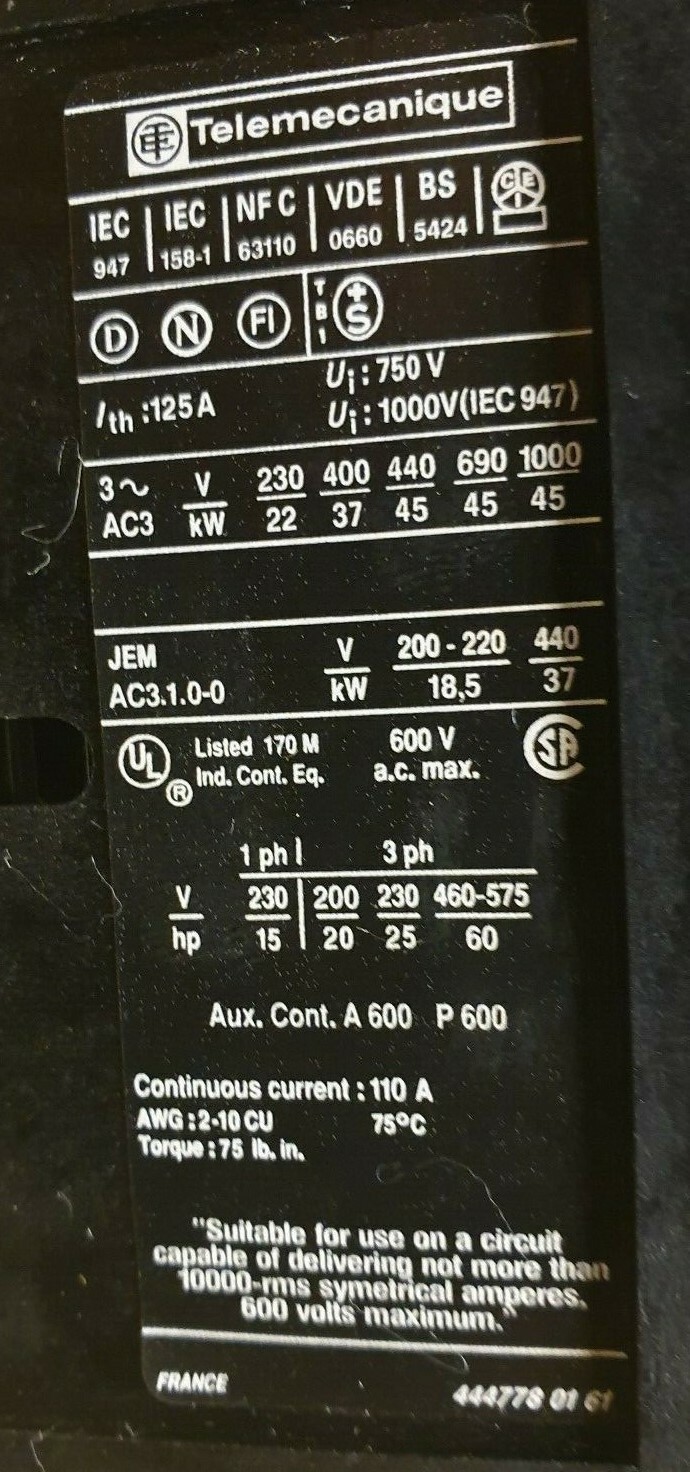 Telemecanique
IEC 947 | IEC 158-1 | NF C 63110 | VDE 0660 | BS 5424 | CEI
D N FI TB1 +S
Ith : 125 A
Ui : 750 V
Ui : 1000V(IEC 947)
3~ V 230 400 440 690 1000
AC3 kW 22 37 45 45 45
JEM V 200 - 220 440
AC3.1.0-0 kW 18,5 37
UL ® Listed 170 M 600 V SA
Ind. Cont. Eq. a.c. max.
1 ph | 3 ph
V 230 | 200 230 460-575
hp 15 | 20 25 60
Aux. Cont. A 600 P 600
Continuous current : 110 A
AWG : 2-10 CU 75°C
Torque : 75 lb. in.
"Suitable for use on a circuit
capable of delivering not more than
10000-rms symetrical amperes.
600 volts maximum."
FRANCE 444778 01 61